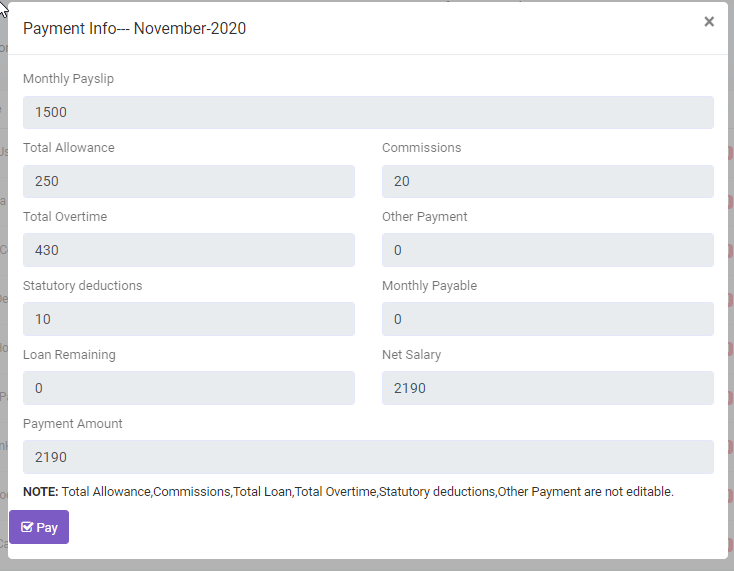 Payment Info--- November-2020
×
Monthly Payslip
1500
Total Allowance
Commissions
250
20
Total Overtime
Other Payment
430
0
Statutory deductions
Monthly Payable
10
0
Loan Remaining
Net Salary
0
2190
Payment Amount
2190
NOTE: Total Allowance,Commissions,Total Loan,Total Overtime,Statutory deductions,Other Payment are not editable.
Pay